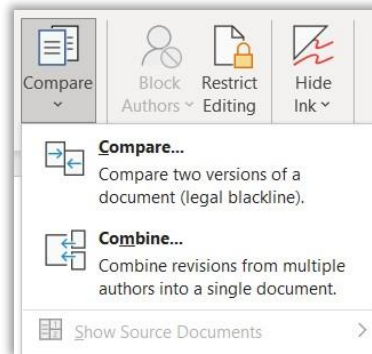 Compare
Block
Authors
Restrict
Editing
Hide
Ink
Compare...
Compare two versions of a
document (legal blackline).
Combine...
Combine revisions from multiple
authors into a single document.
Show Source Documents